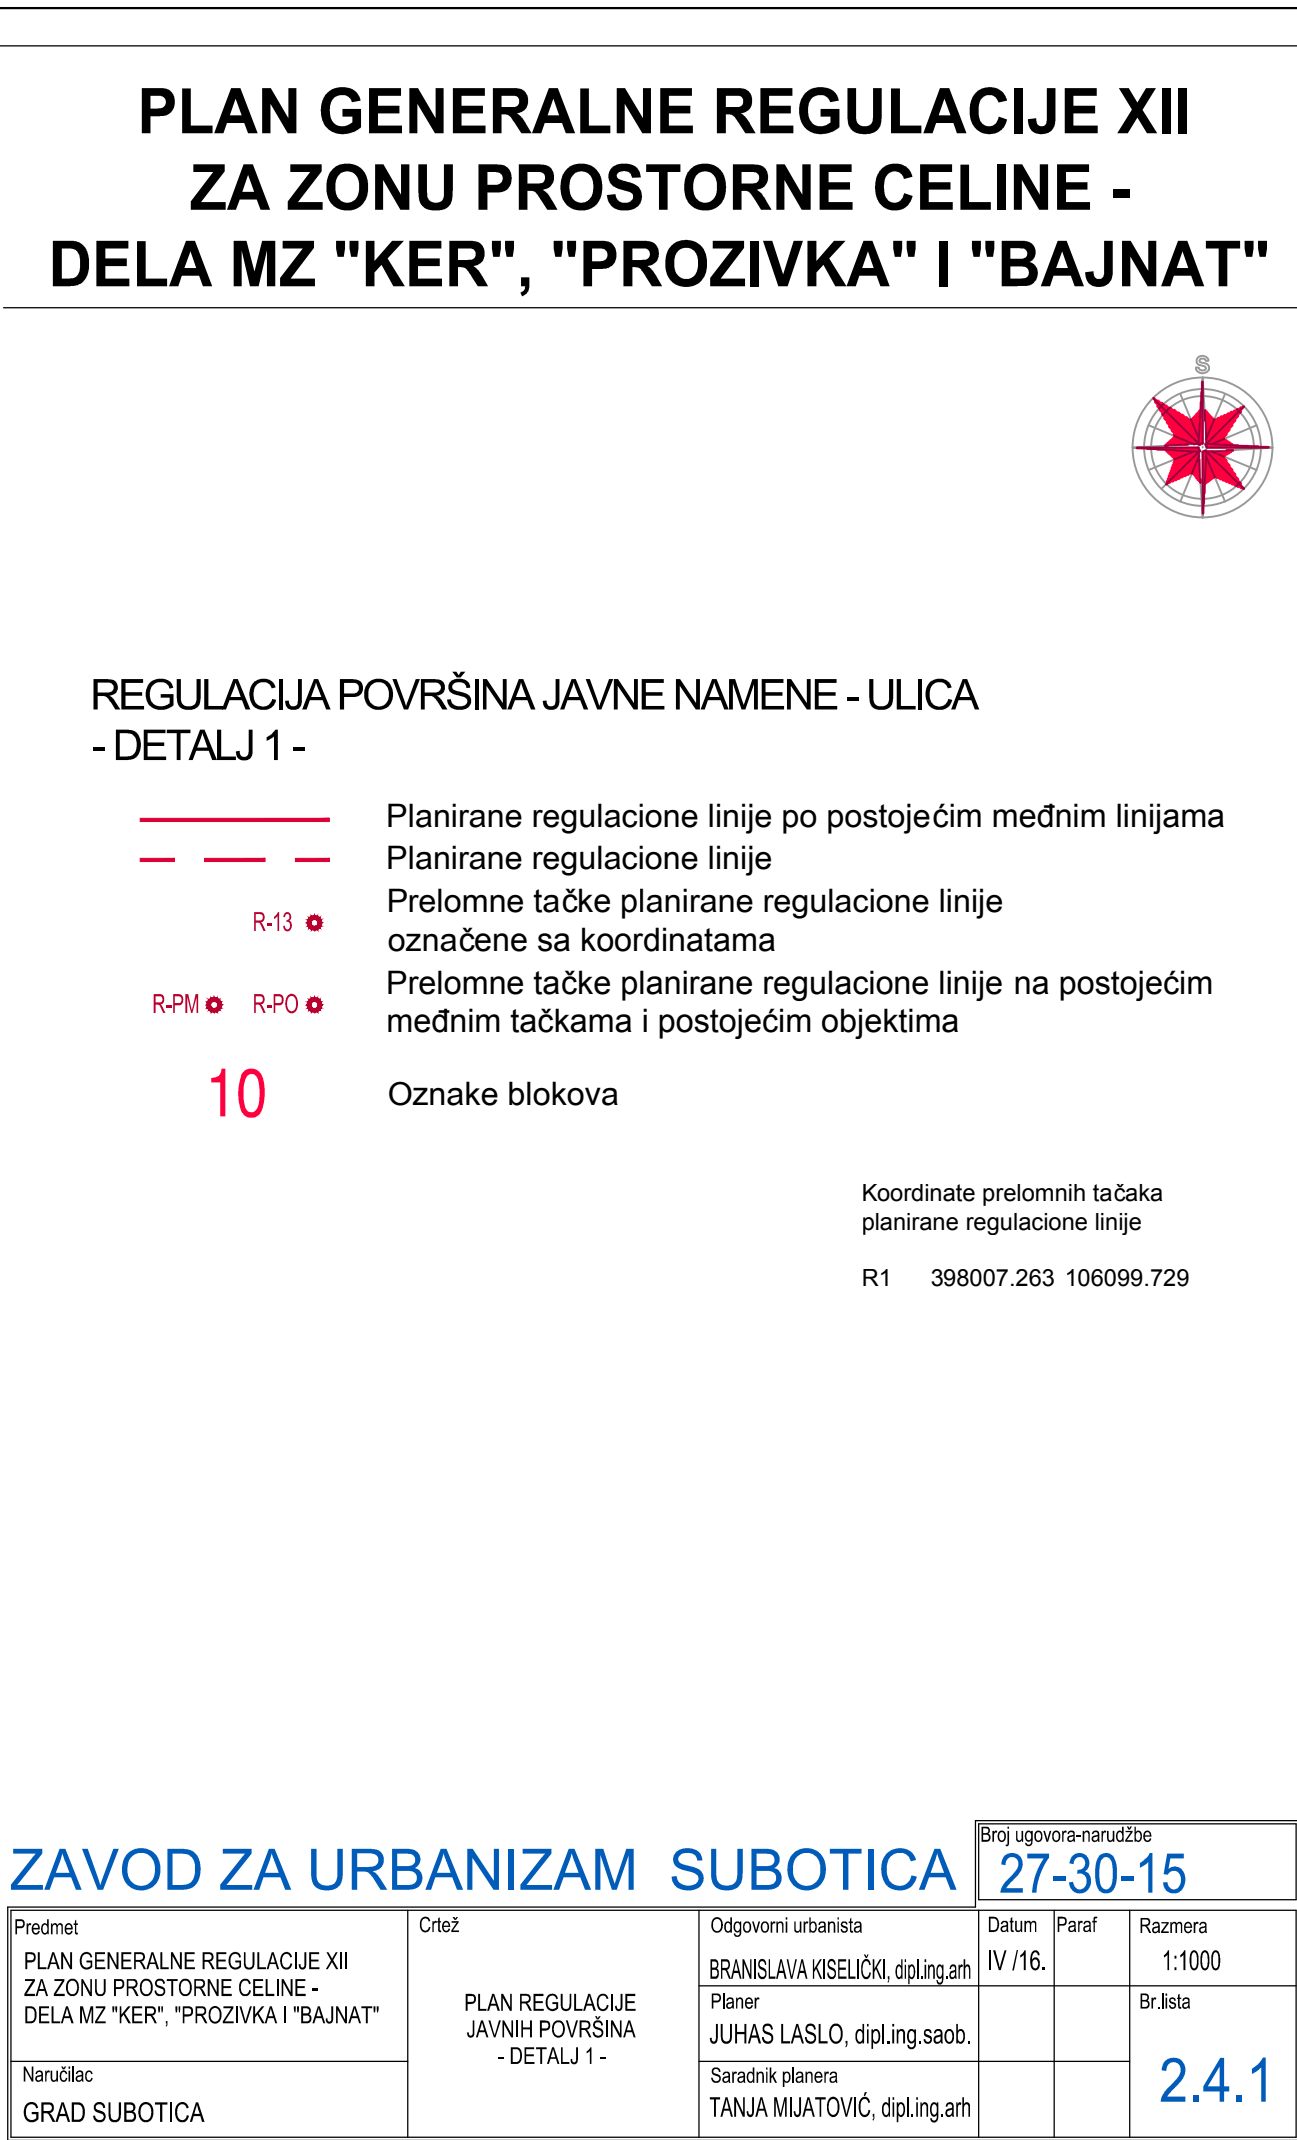 PLAN GENERALNE REGULACIJE XII
ZA ZONU PROSTORNE CELINE -
DELA MZ "KER", "PROZIVKA" I "BAJNAT"
S
REGULACIJA POVRŠINA JAVNE NAMENE - ULICA
- DETALJ 1 -
Planirane regulacione linije po postojećim međnim linijama
Planirane regulacione linije
R-13 Prelomne tačke planirane regulacione linije
označene sa koordinatama
R-PM R-PO Prelomne tačke planirane regulacione linije na postojećim
međnim tačkama i postojećim objektima
10 Oznake blokova
Koordinate prelomnih tačaka
planirane regulacione linije
R1 398007.263 106099.729
ZAVOD ZA URBANIZAM SUBOTICA
Broj ugovora-narudžbe
27-30-15
Predmet
PLAN GENERALNE REGULACIJE XII
ZA ZONU PROSTORNE CELINE -
DELA MZ "KER", "PROZIVKA I "BAJNAT"
Naručilac
GRAD SUBOTICA
Crtež
PLAN REGULACIJE
JAVNIH POVRŠINA
- DETALJ 1 -
Odgovorni urbanista
BRANISLAVA KISELIČKI, dipl.ing.arh
Planer
JUHAS LASLO, dipl.ing.saob.
Saradnik planera
TANJA MIJATOVIĆ, dipl.ing.arh
Datum
IV /16.
Paraf
Razmera
1:1000
Br.lista
2.4.1